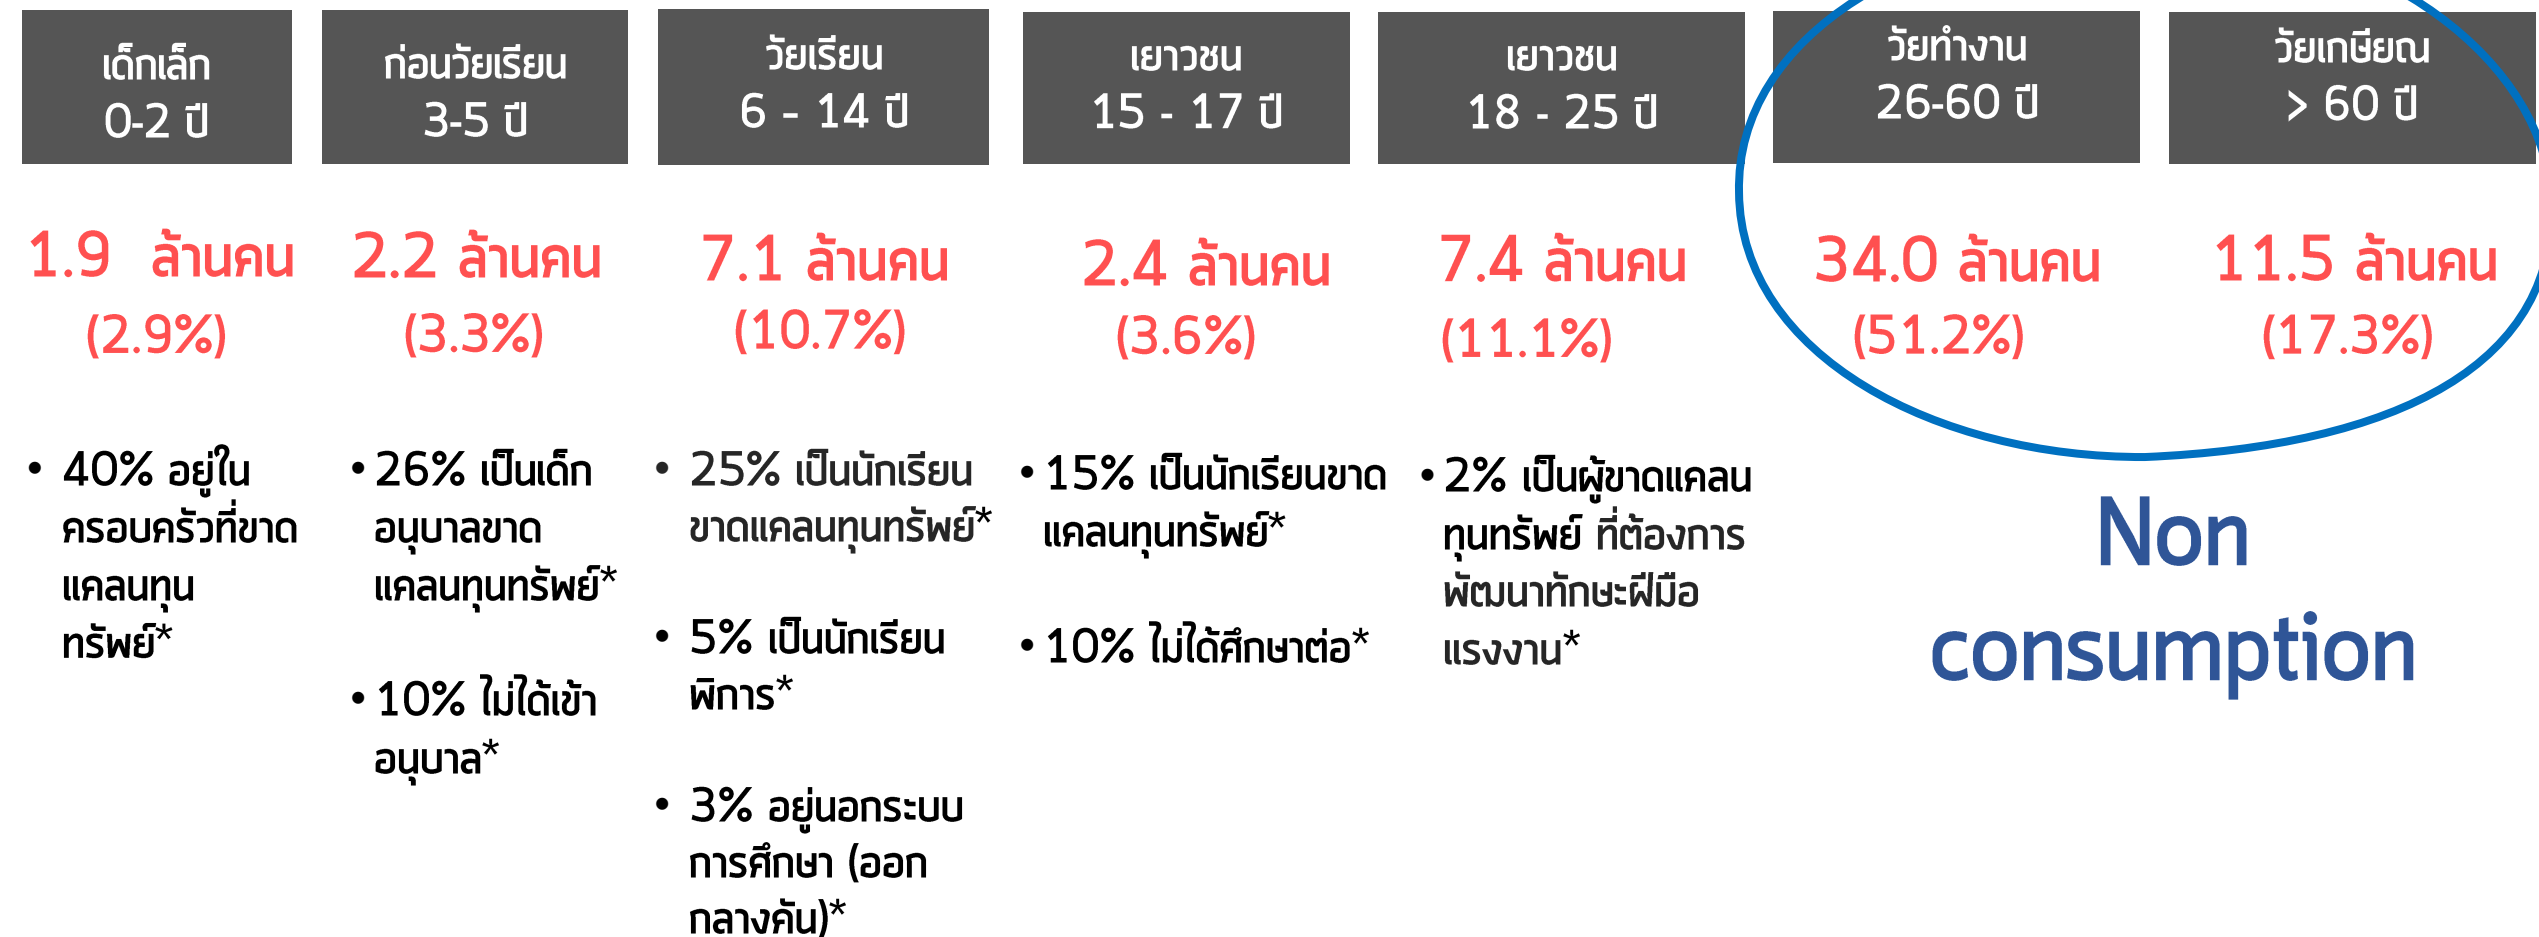 เด็กเล็ก
0-2 ปี
ก่อนวัยเรียน
3-5 ปี
วัยเรียน
6 - 14 ปี
เยาวชน
15 - 17 ปี
เยาวชน
18 - 25 ปี
วัยทำงาน
26-60 ปี
วัยเกษียณ
> 60 ปี
1.9 ล้านคน
(2.9%)
2.2 ล้านคน
(3.3%)
7.1 ล้านคน
(10.7%)
2.4 ล้านคน
(3.6%)
7.4 ล้านคน
(11.1%)
34.0 ล้านคน
(51.2%)
11.5 ล้านคน
(17.3%)
• 40% อยู่ใน
ครอบครัวที่ขาด
แคลนทุน
ทรัพย์*
• 26% เป็นเด็ก
อนุบาลขาด
แคลนทุนทรัพย์*
• 10% ไม่ได้เข้า
อนุบาล*
• 25% เป็นนักเรียน
ขาดแคลนทุนทรัพย์*
• 5% เป็นนักเรียน
พิการ*
• 3% อยู่นอกระบบ
การศึกษา (ออก
กลางคัน)*
• 15% เป็นนักเรียนขาด
แคลนทุนทรัพย์*
• 10% ไม่ได้ศึกษาต่อ*
• 2% เป็นผู้ขาดแคลน
ทุนทรัพย์ ที่ต้องการ
พัฒนาทักษะฝีมือ
แรงงาน*
Non
consumption